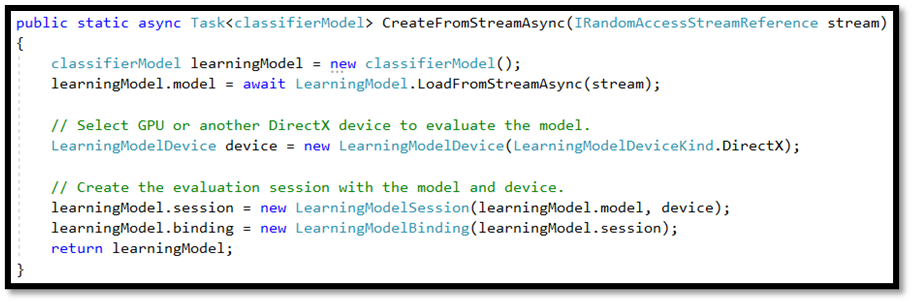 public static async Task<classifierModel> CreateFromStreamAsync(IRandomAccessStreamReference stream)
{
    classifierModel learningModel = new classifierModel();
    learningModel.model = await LearningModel.LoadFromStreamAsync(stream);

    // Select GPU or another DirectX device to evaluate the model.
    LearningModelDevice device = new LearningModelDevice(LearningModelDeviceKind.DirectX);

    // Create the evaluation session with the model and device.
    learningModel.session = new LearningModelSession(learningModel.model, device);
    learningModel.binding = new LearningModelBinding(learningModel.session);
    return learningModel;
}